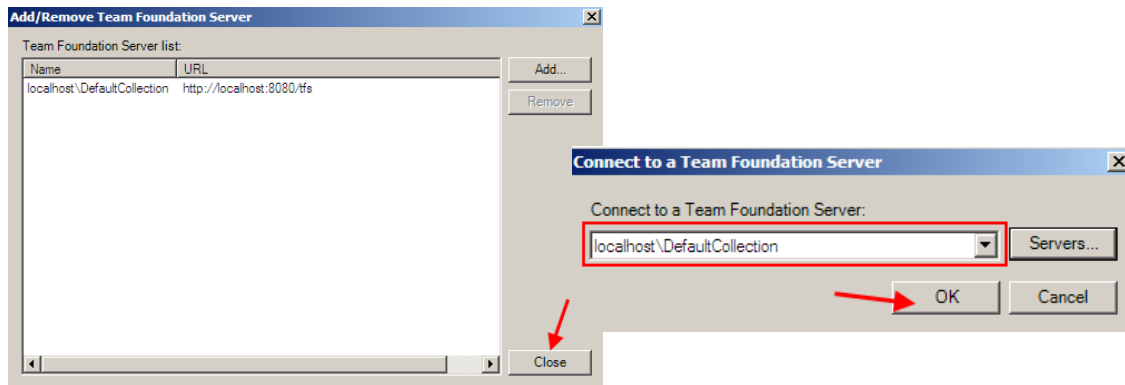 Add/Remove Team Foundation Server
Team Foundation Server list:
Name URL
localhost\DefaultCollection http://localhost:8080/tfs
Add...
Remove
Close
Connect to a Team Foundation Server
Connect to a Team Foundation Server:
localhost\DefaultCollection
Servers...
OK Cancel